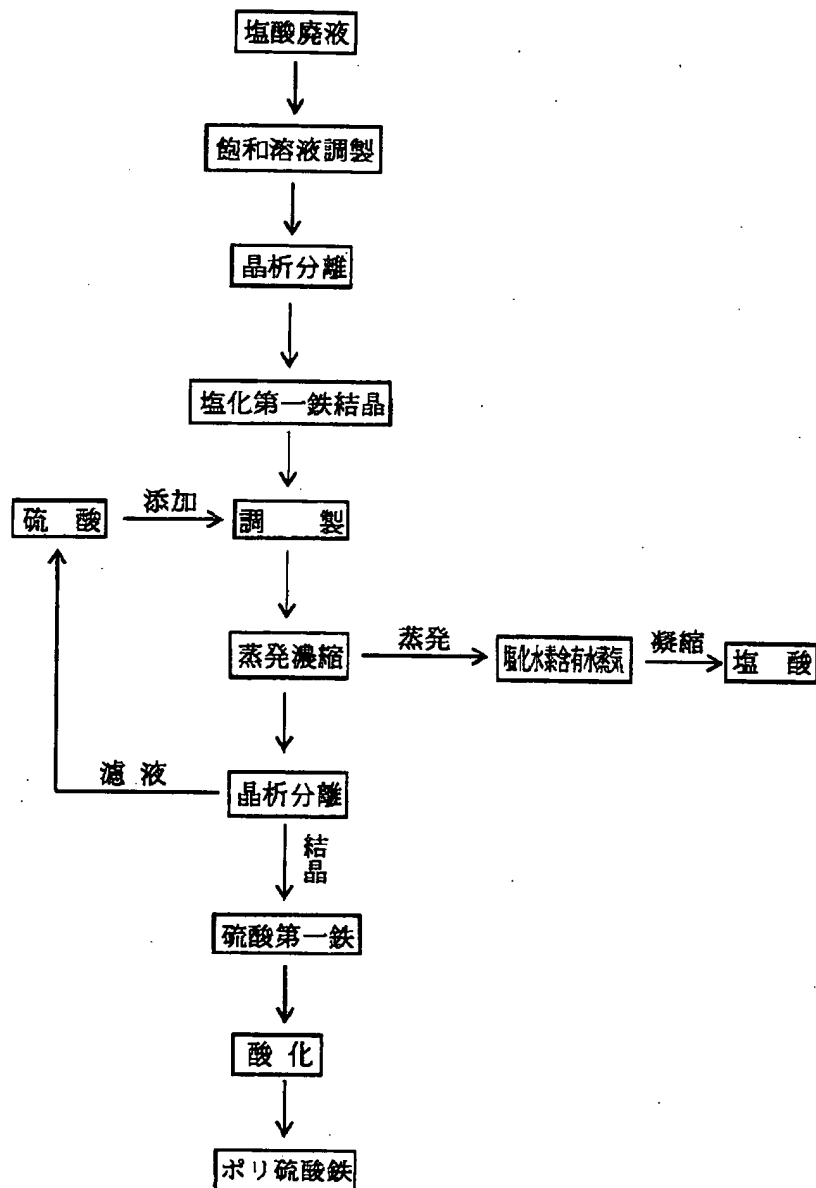 塩酸廃液
飽和溶液調製
晶析分離
塩化第一鉄結晶
硫 酸
添加
調 製
蒸発濃縮
蒸発
塩化水素含有水蒸気
凝縮
塩 酸
濾液
晶析分離
結晶
硫酸第一鉄
酸化
ポリ硫酸鉄